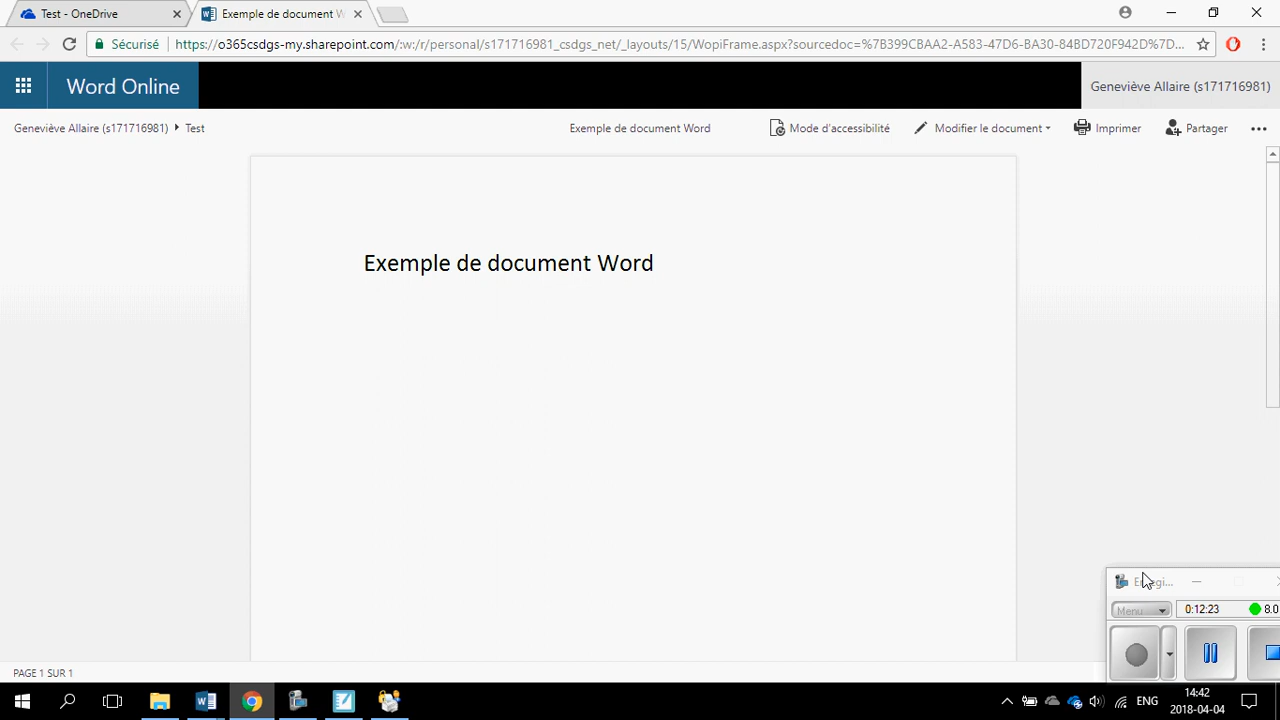 Test - OneDrive
Exemple de document W
Sécurisé
https://o365csdgs-my.sharepoint.com/:w:/r/personal/s171716981_csdgs_net/_layouts/15/WopiFrame.aspx?sourcedoc=%7B399CBAA2-A583-47D6-BA30-84BD720F942D%7D...
Word Online
Geneviève Allaire (s171716981)
Geneviève Allaire (s171716981) Test
Exemple de document Word
Mode d'accessibilité
Modifier le document
Imprimer
Partager
Exemple de document Word
Menu
0:12:23
8.0
PAGE 1 SUR 1
ENG
14:42
2018-04-04